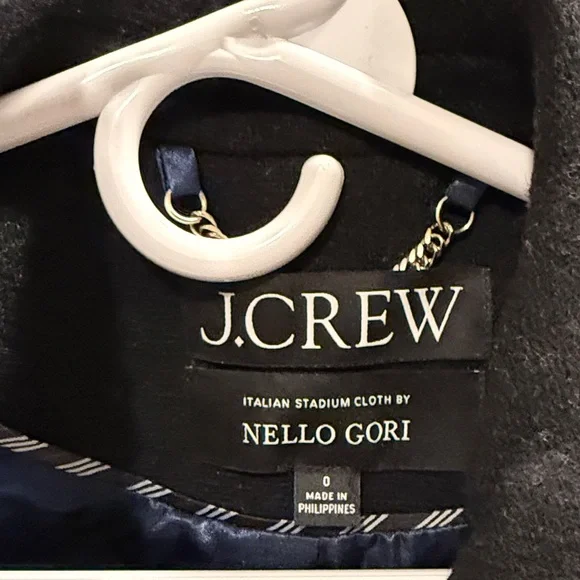 J.CREW
ITALIAN STADIUM CLOTH BY
NELLO GORI
0
MADE IN
PHILIPPINES